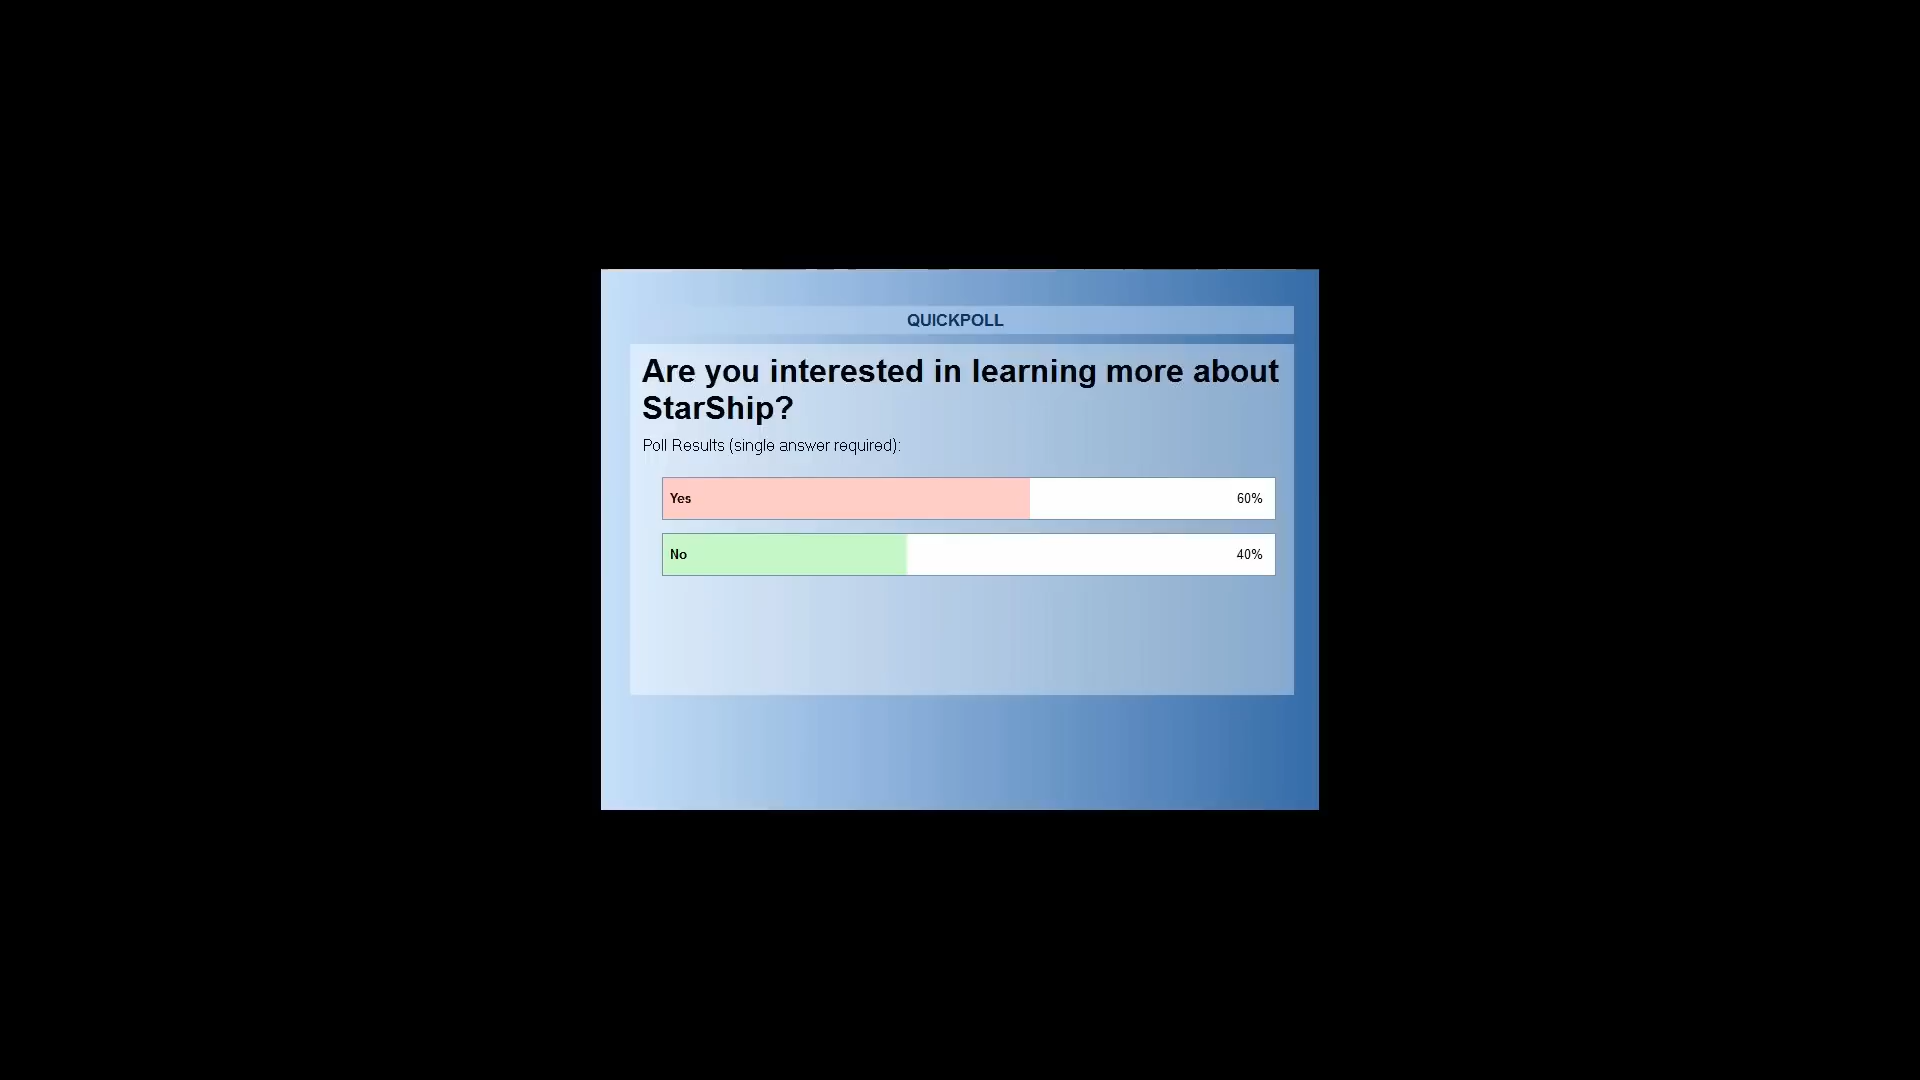 QUICKPOLL
Are you interested in learning more about
StarShip?
Poll Results (single answer required):
Yes 60%
No 40%